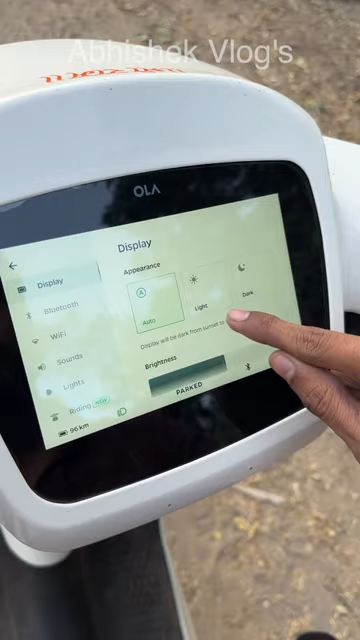 Abhishek Vlog's
OLA
Display
Appearance
Display
Auto
Light
Dark
Bluetooth
WiFi
Display will be dark from sunset to
Sounds
Brightness
Lights
Riding NEW
PARKED
96 km